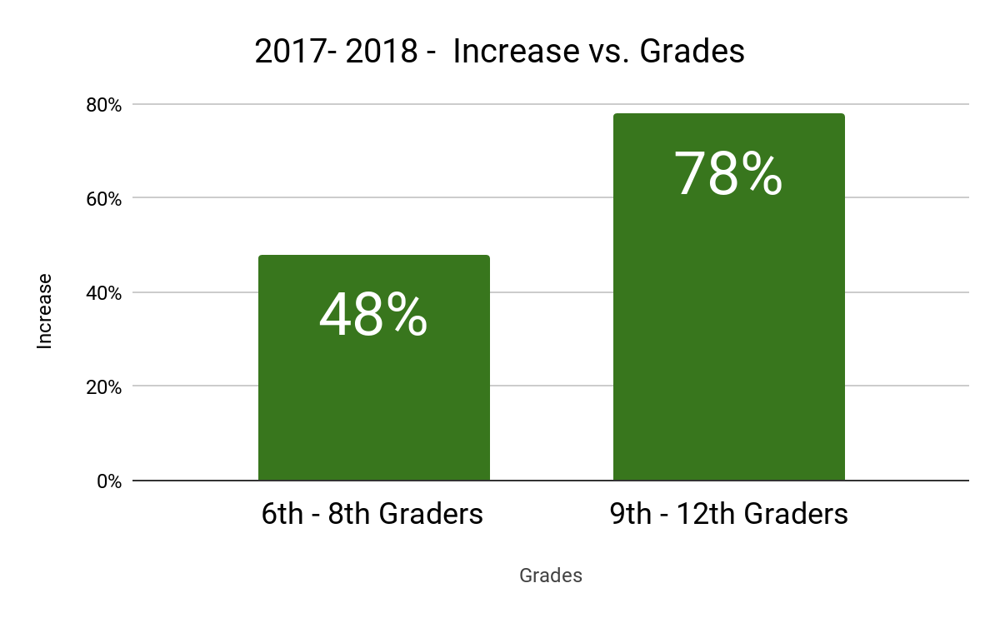 2017- 2018 -  Increase vs. Grades
80%
60%
40%
20%
0%
Increase
48%
78%
6th - 8th Graders
9th - 12th Graders
Grades